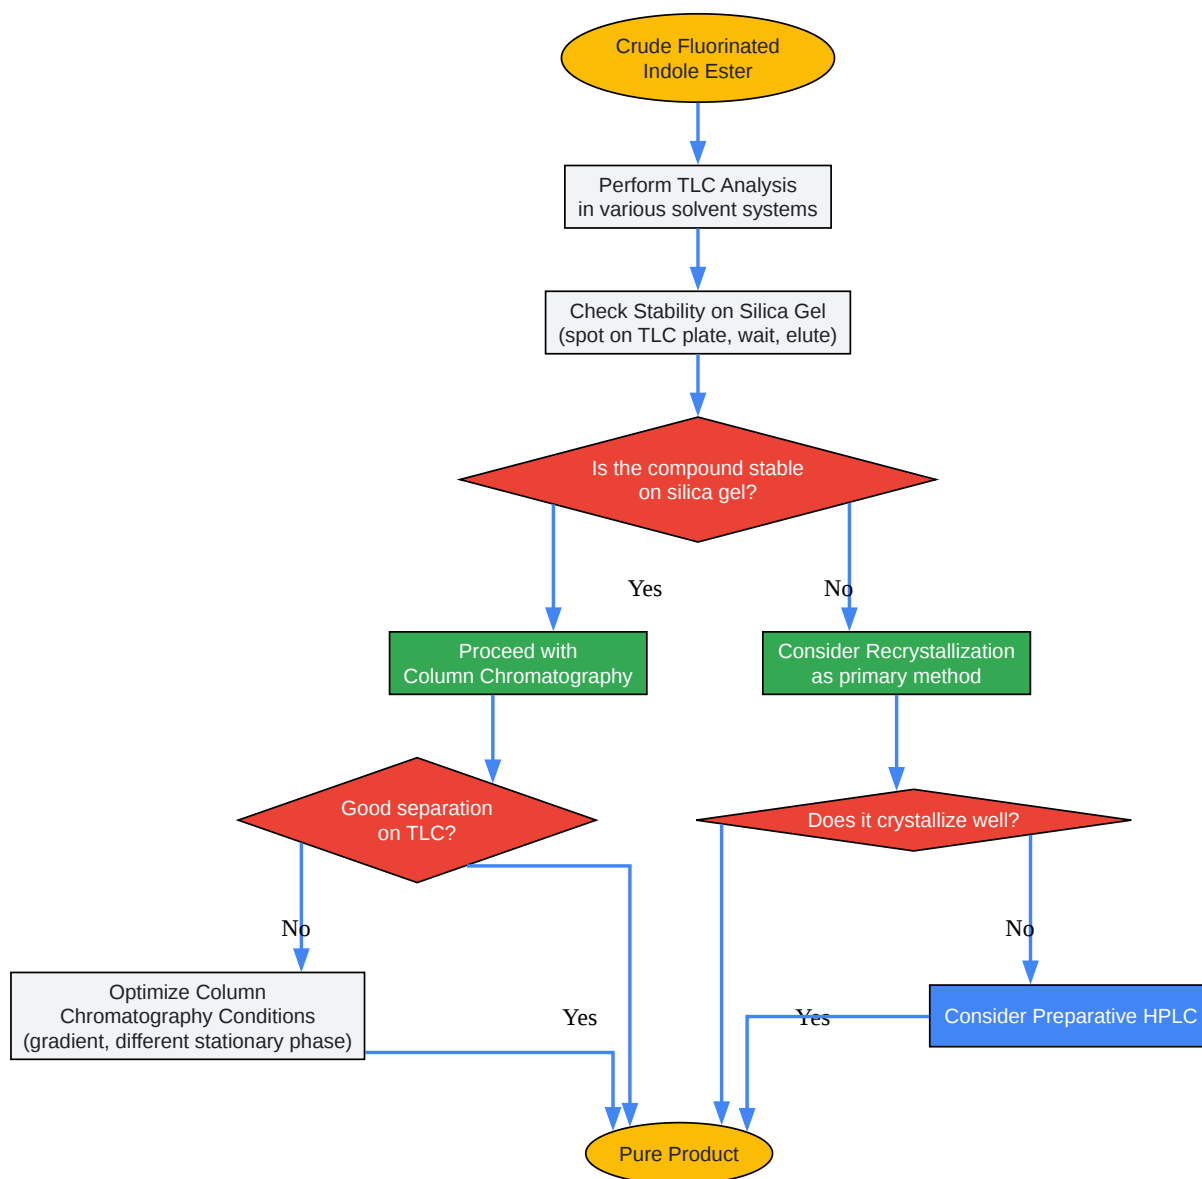 Crude Fluorinated
Indole Ester
Perform TLC Analysis
in various solvent systems
Check Stability on Silica Gel
(spot on TLC plate, wait, elute)
Is the compound stable
on silica gel?
Yes
No
Proceed with
Column Chromatography
Consider Recrystallization
as primary method
Good separation
on TLC?
Does it crystallize well?
No
No
Optimize Column
Chromatography Conditions
(gradient, different stationary phase)
Yes
Yes
Consider Preparative HPLC
Pure Product